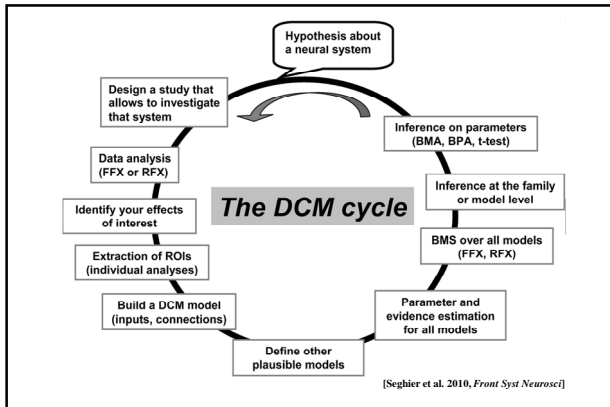 Hypothesis about
a neural system
Design a study that
allows to investigate
that system
Data analysis
(FFX or RFX)
Identify your effects
of interest
Extraction of ROIs
(individual analyses)
Build a DCM model
(inputs, connections)
Define other
plausible models
Parameter and
evidence estimation
for all models
BMS over all models
(FFX, RFX)
Inference at the family
or model level
Inference on parameters
(BMA, BPA, t-test)
The DCM cycle
[Seghier et al. 2010, Front Syst Neurosci]